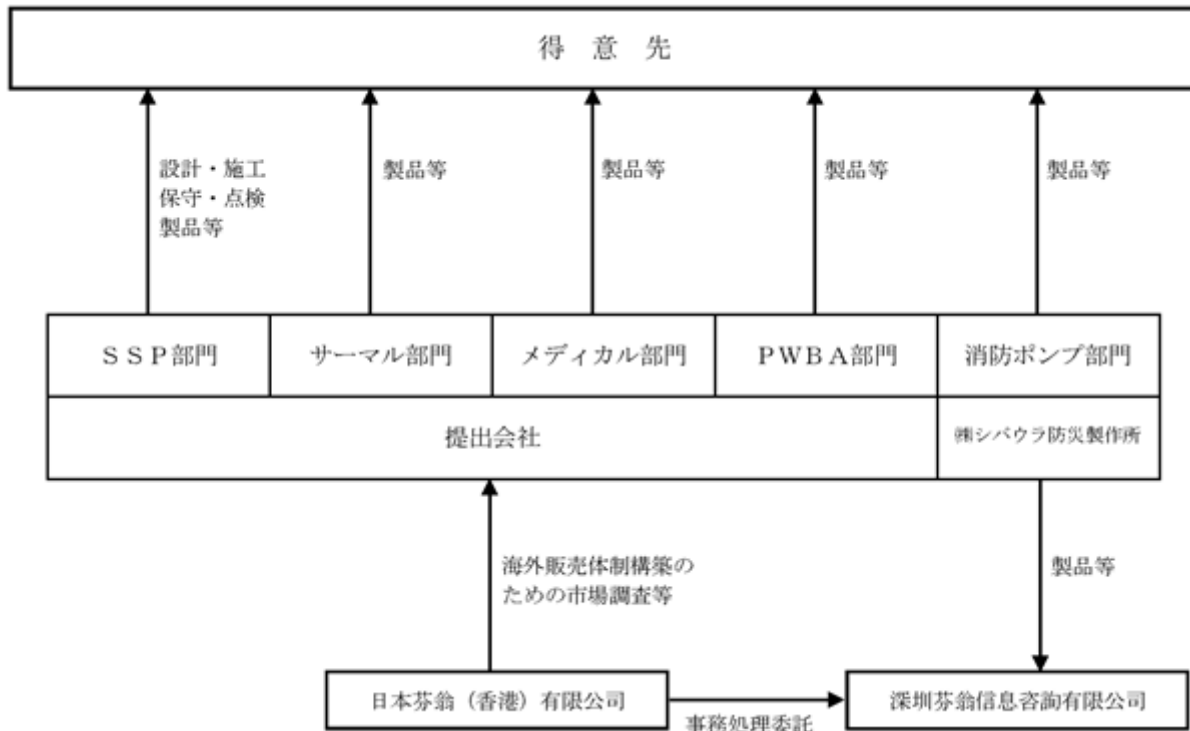 得 意 先
設計・施工
保守・点検
製品等
製品等
製品等
製品等
製品等
ＳＳＰ部門
サーマル部門
メディカル部門
ＰＷＢＡ部門
消防ポンプ部門
提出会社
㈱シバウラ防災製作所
海外販売体制構築の
ための市場調査等
製品等
日本芬翁（香港）有限公司
事務処理委託
深圳芬翁信息咨詢有限公司